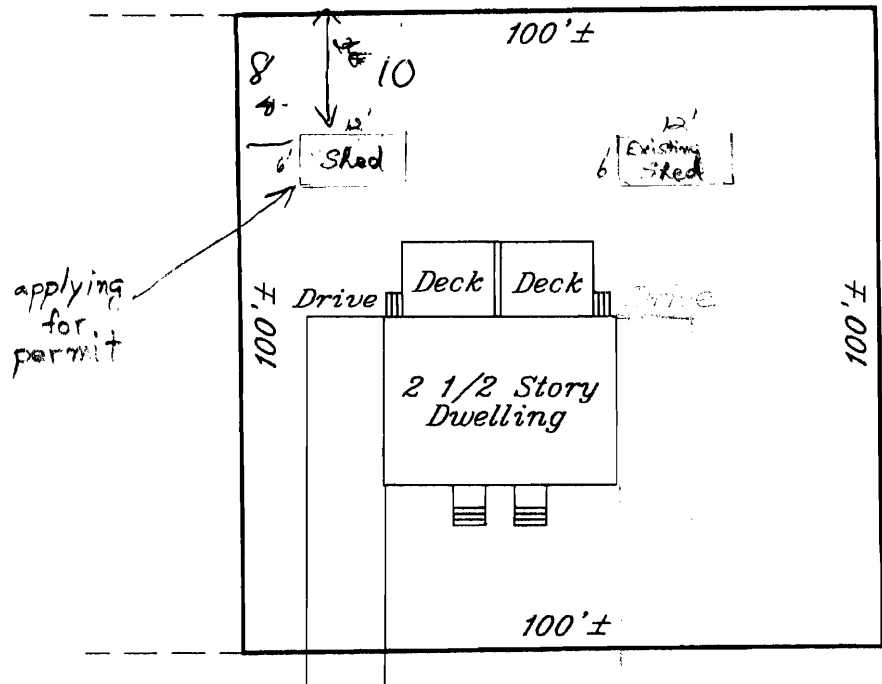 100'±
8
10
12'
6' Shed
12'
6' Existing
Shed
applying
for
permit
Drive
Deck
Deck
Drive
100'±
100'±
2 1/2 Story
Dwelling
100'±